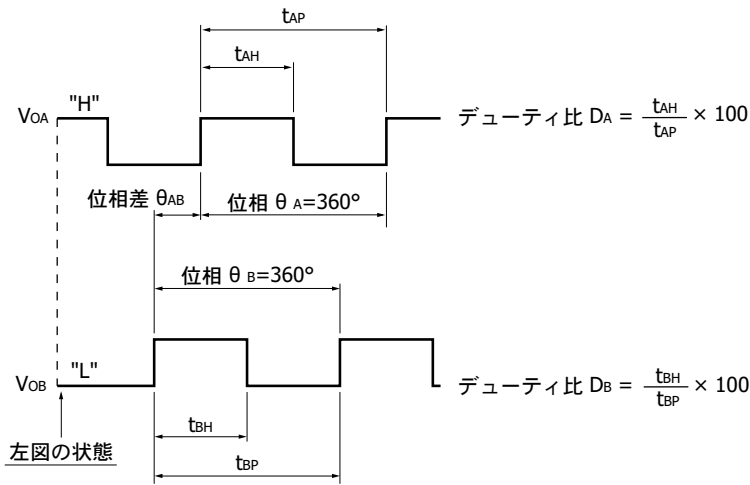 tAP
tAH
VOA "H"
デューティ比 DA = tAH / tAP × 100
位相差 θAB 位相 θ A=360°
位相 θ B=360°
VOB "L"
デューティ比 DB = tBH / tBP × 100
tBH
左図の状態
tBP